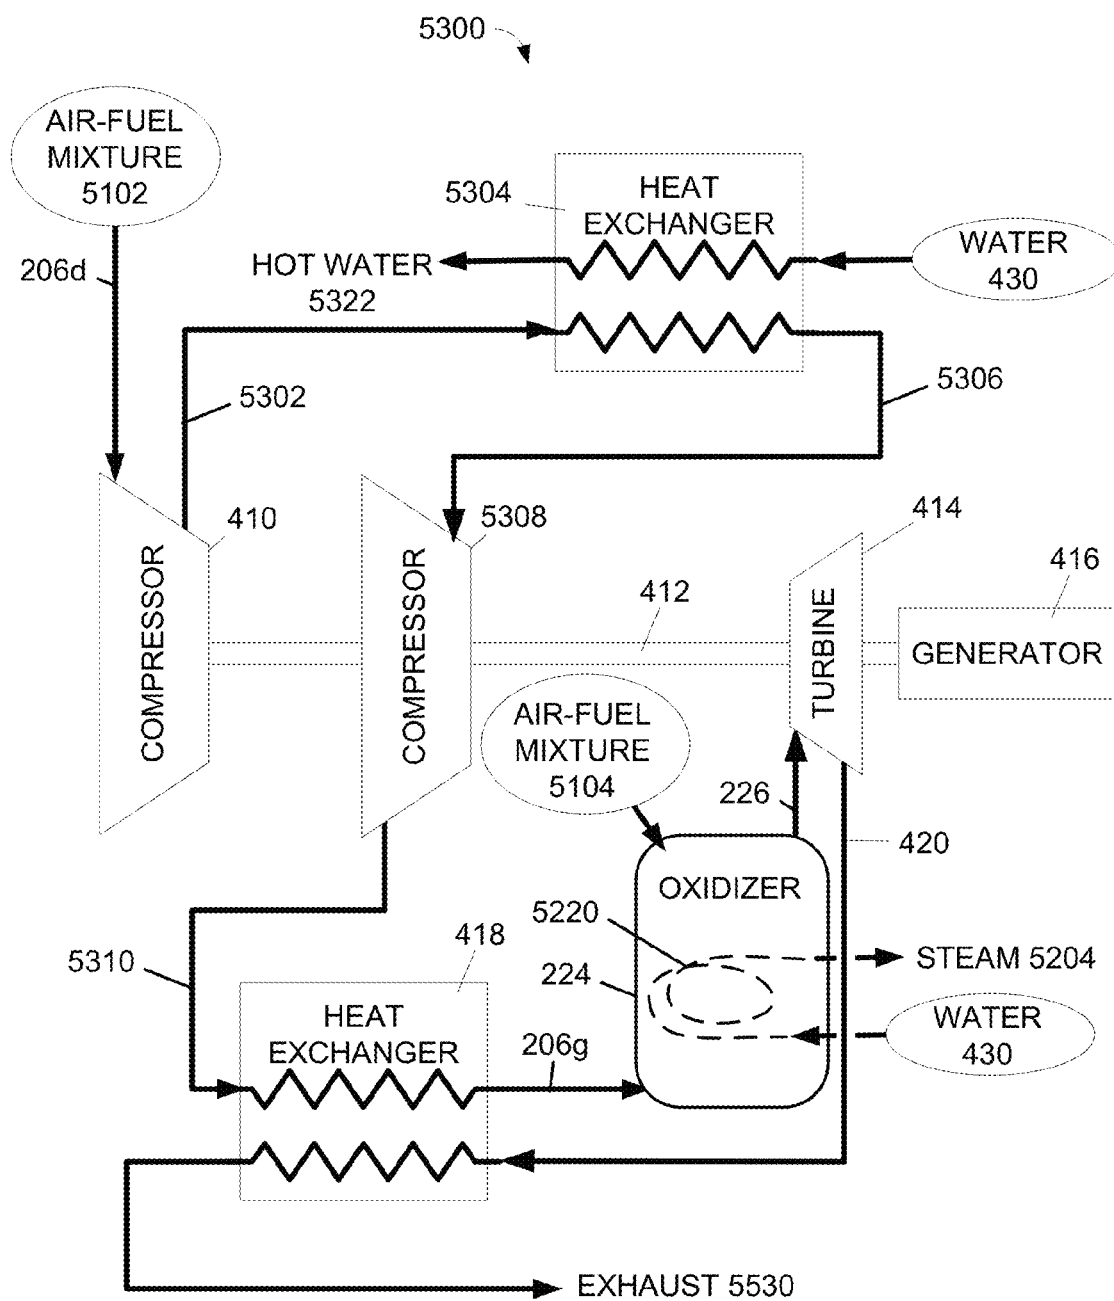 5300
AIR-FUEL
MIXTURE
5102
206d
5304
HEAT
EXCHANGER
HOT WATER
5322
WATER
430
5302
5306
410
5308
414
416
412
COMPRESSOR
COMPRESSOR
TURBINE
GENERATOR
AIR-FUEL
MIXTURE
5104
226
420
OXIDIZER
5220
224
STEAM 5204
WATER
430
5310
418
HEAT
EXCHANGER
206g
EXHAUST 5530